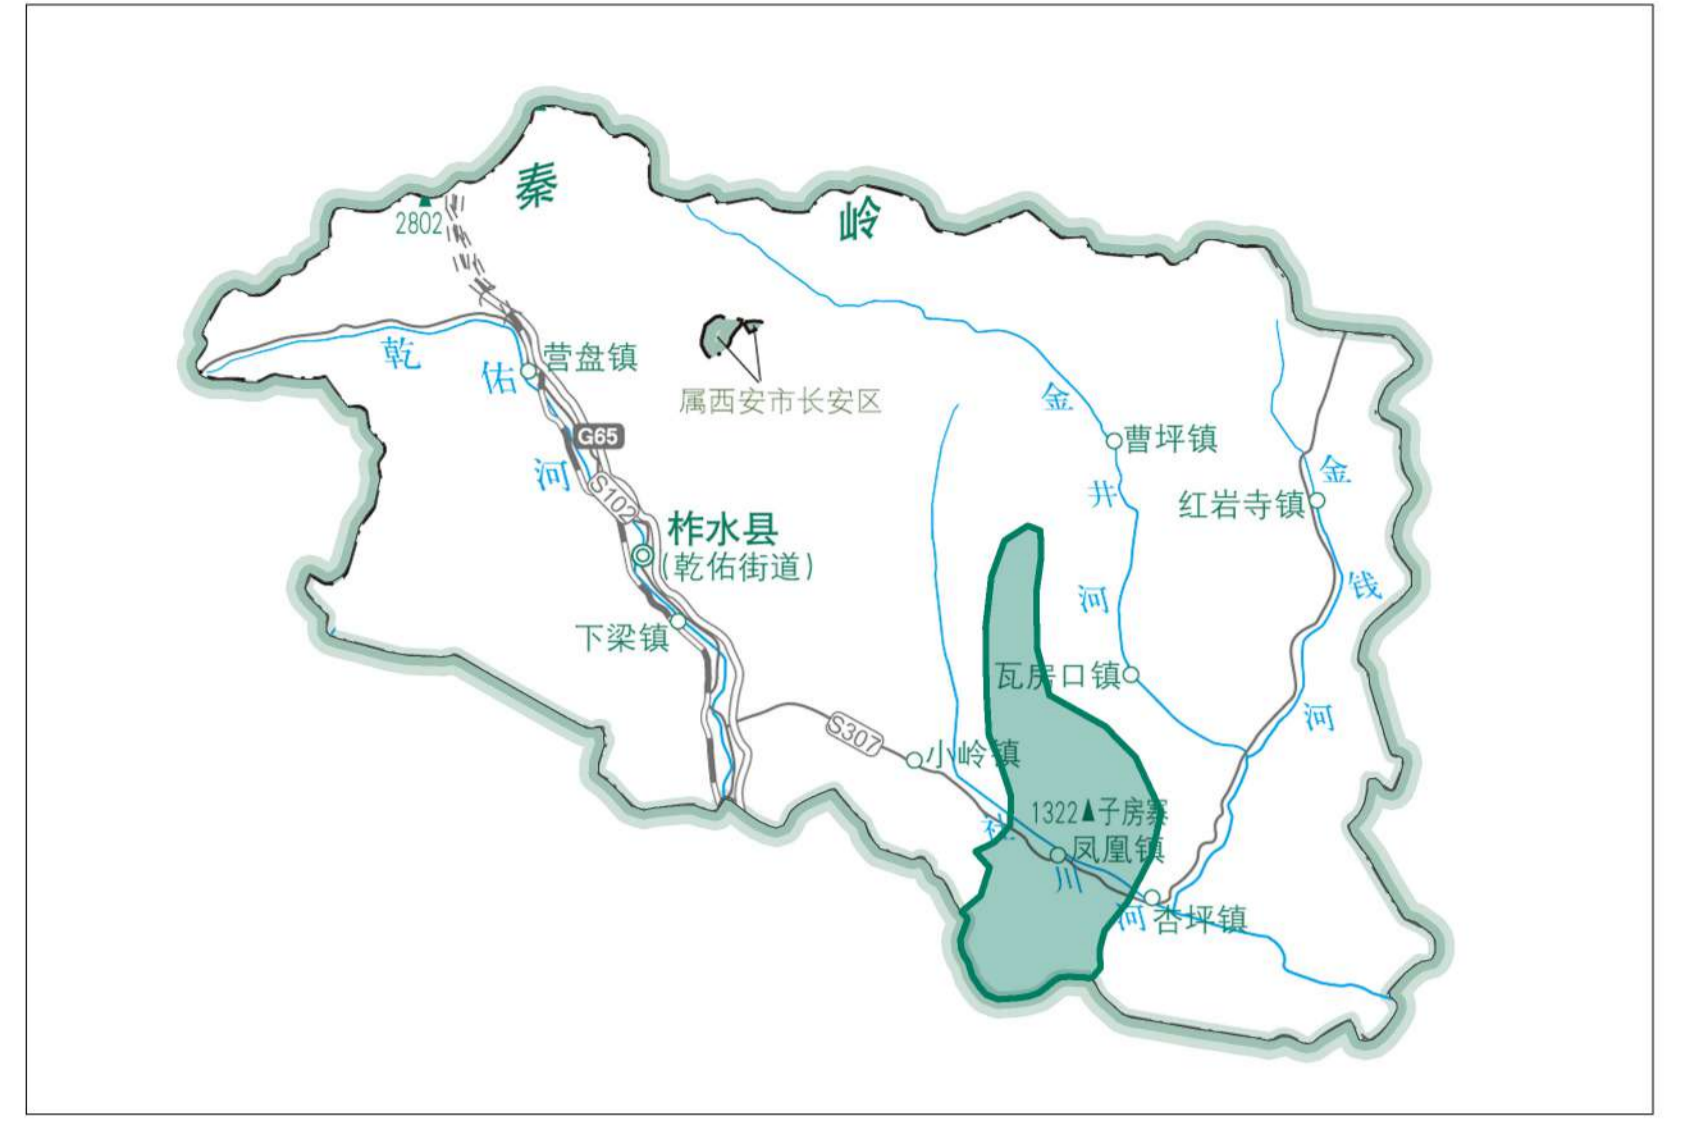 秦
岭
2802
乾
佑
河
营盘镇
属西安市长安区
G65
S102
金
井
河
曹坪镇
金
钱
河
红岩寺镇
柞水县
(乾佑街道)
下梁镇
瓦房口镇
S307
小岭镇
1322▲子房寨
社
凤凰镇
川
河
杏坪镇